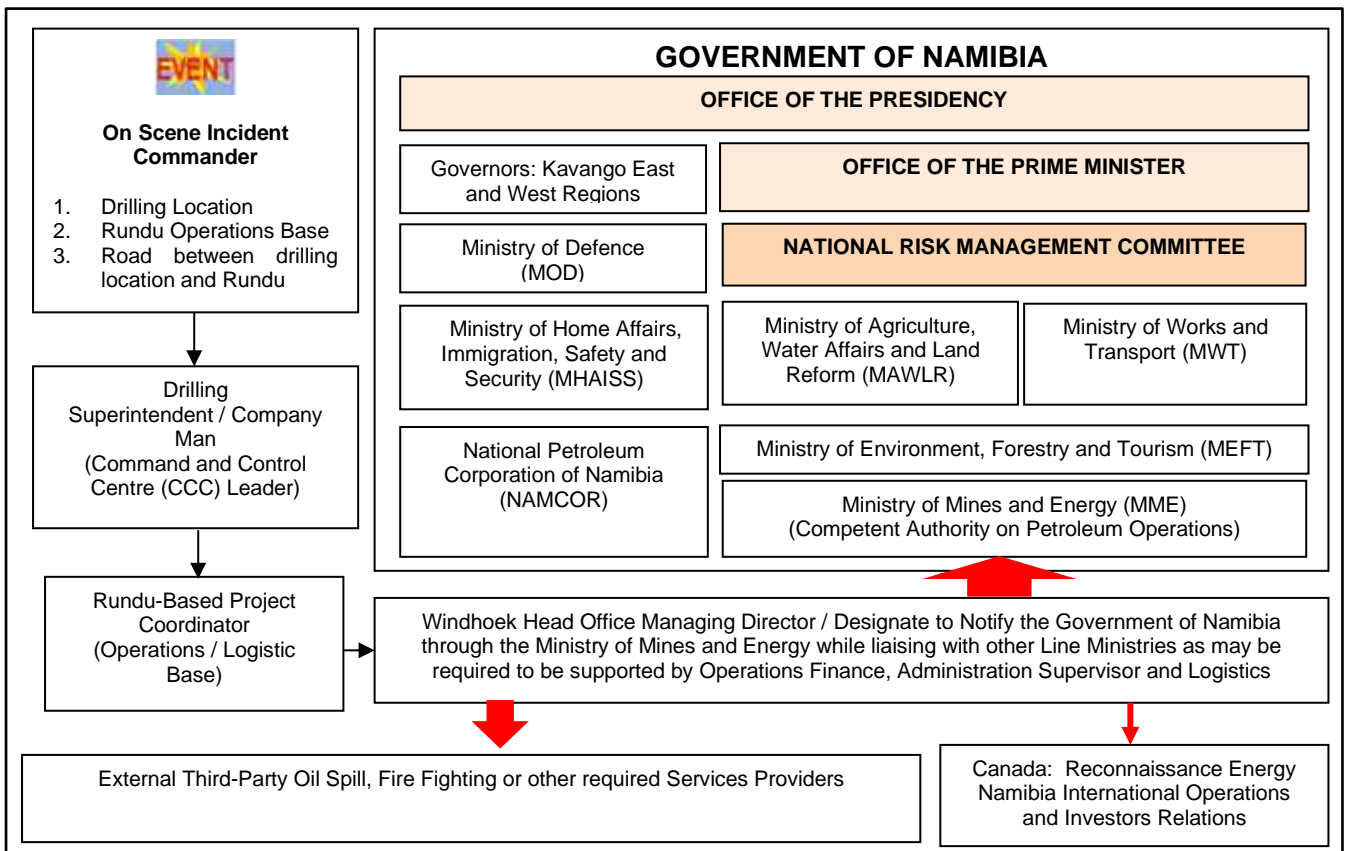 EVENT
On Scene Incident
Commander
1. Drilling Location
2. Rundu Operations Base
3. Road between drilling
location and Rundu
Drilling
Superintendent / Company
Man
(Command and Control
Centre (CCC) Leader)
Rundu-Based Project
Coordinator
(Operations / Logistic
Base)
GOVERNMENT OF NAMIBIA
OFFICE OF THE PRESIDENCY
Governors: Kavango East
and West Regions
OFFICE OF THE PRIME MINISTER
Ministry of Defence
(MOD)
NATIONAL RISK MANAGEMENT COMMITTEE
Ministry of Home Affairs,
Immigration, Safety and
Security (MHAISS)
Ministry of Agriculture,
Water Affairs and Land
Reform (MAWLR)
Ministry of Works and
Transport (MWT)
National Petroleum
Corporation of Namibia
(NAMCOR)
Ministry of Environment, Forestry and Tourism (MEFT)
Ministry of Mines and Energy (MME)
(Competent Authority on Petroleum Operations)
Windhoek Head Office Managing Director / Designate to Notify the Government of Namibia
through the Ministry of Mines and Energy while liaising with other Line Ministries as may be
required to be supported by Operations Finance, Administration Supervisor and Logistics
External Third-Party Oil Spill, Fire Fighting or other required Services Providers
Canada: Reconnaissance Energy
Namibia International Operations
and Investors Relations